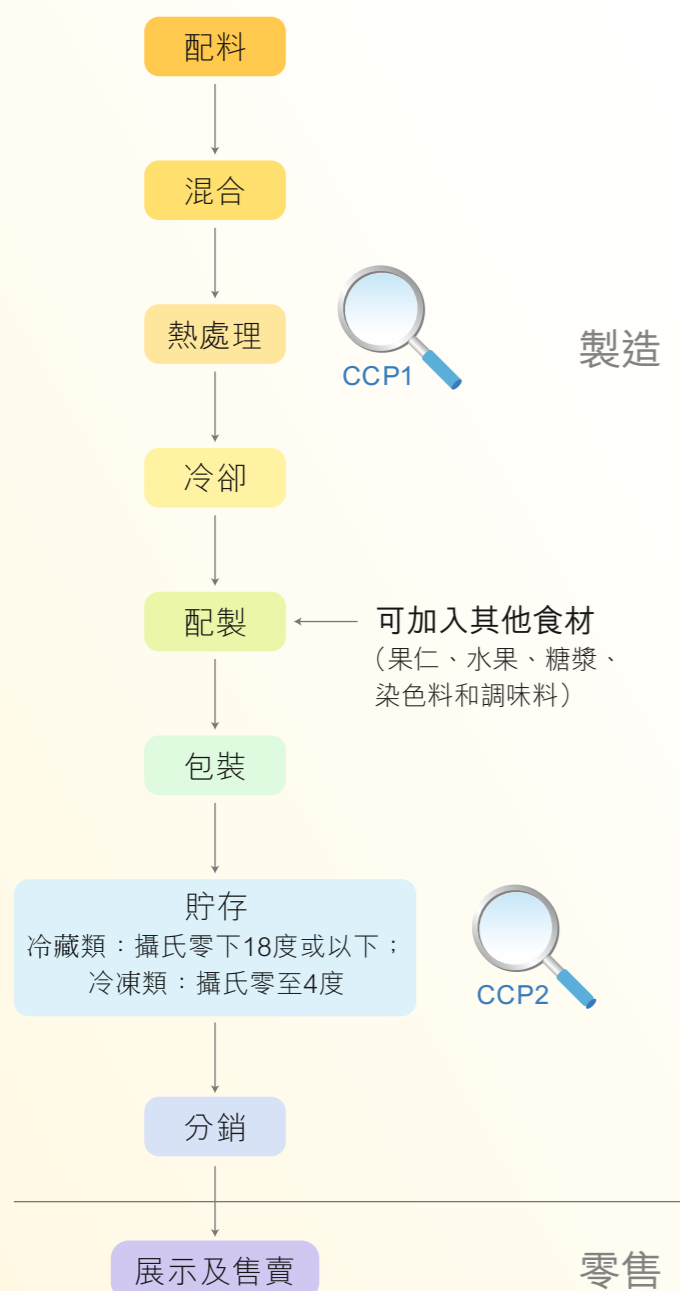 配料
混合
熱處理
CCP1
製造
冷卻
配製
可加入其他食材
（果仁、水果、糖漿、
染色料和調味料）
包裝
貯存
冷藏類：攝氏零下18度或以下；
冷凍類：攝氏零至4度
CCP2
分銷
展示及售賣
零售